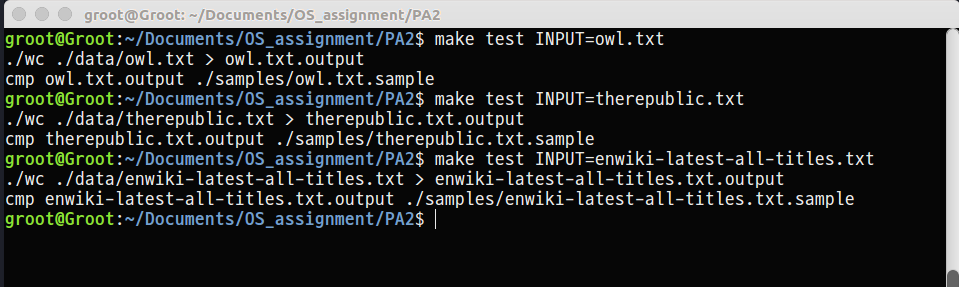 groot@Groot: ~/Documents/OS_assignment/PA2
groot@Groot:~/Documents/OS_assignment/PA2$ make test INPUT=owl.txt
./wc ./data/owl.txt > owl.txt.output
cmp owl.txt.output ./samples/owl.txt.sample
groot@Groot:~/Documents/OS_assignment/PA2$ make test INPUT=therepublic.txt
./wc ./data/therepublic.txt > therepublic.txt.output
cmp therepublic.txt.output ./samples/therepublic.txt.sample
groot@Groot:~/Documents/OS_assignment/PA2$ make test INPUT=enwiki-latest-all-titles.txt
./wc ./data/enwiki-latest-all-titles.txt > enwiki-latest-all-titles.txt.output
cmp enwiki-latest-all-titles.txt.output ./samples/enwiki-latest-all-titles.txt.sample
groot@Groot:~/Documents/OS_assignment/PA2$